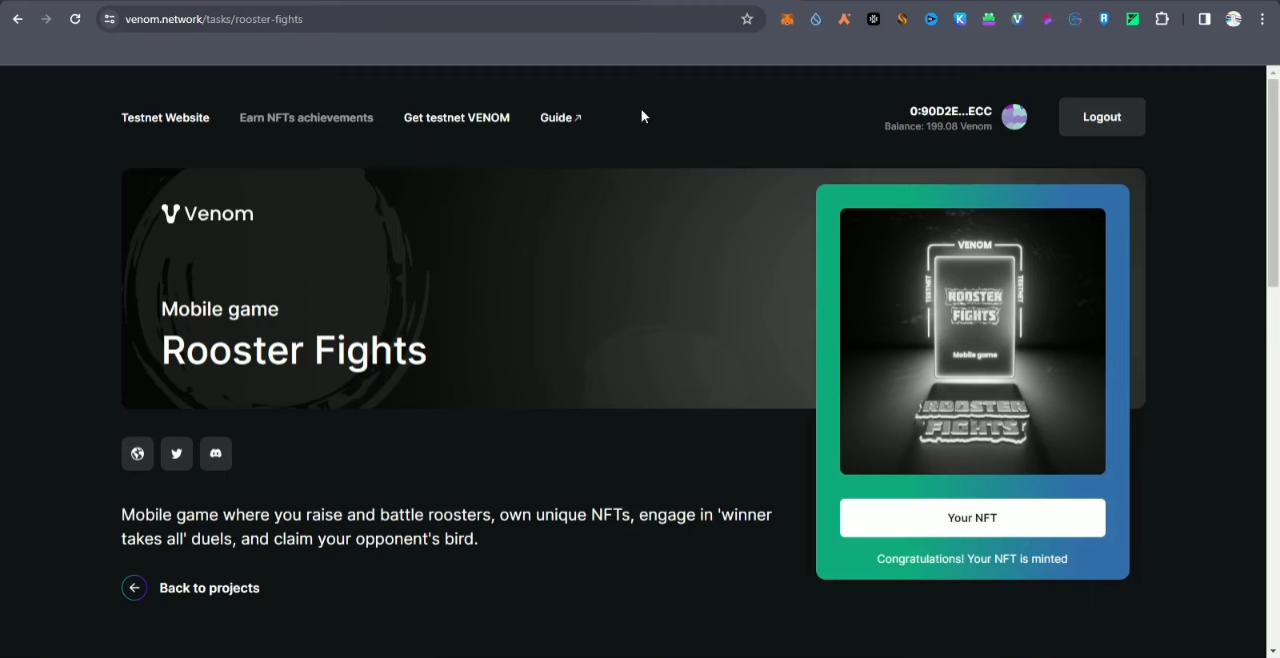 venom.network/tasks/rooster-fights
Testnet Website
Earn NFTs achievements
Get testnet VENOM
Guide ↗
0:90D2E...ECC
Balance: 199.08 Venom
Logout
Venom
Mobile game
Rooster Fights
VENOM
TESTNET
TESTNET
ROOSTER
FIGHTS
Mobile game
ROOSTER
FIGHTS
Your NFT
Congratulations! Your NFT is minted
Mobile game where you raise and battle roosters, own unique NFTs, engage in 'winner
takes all' duels, and claim your opponent's bird.
Back to projects